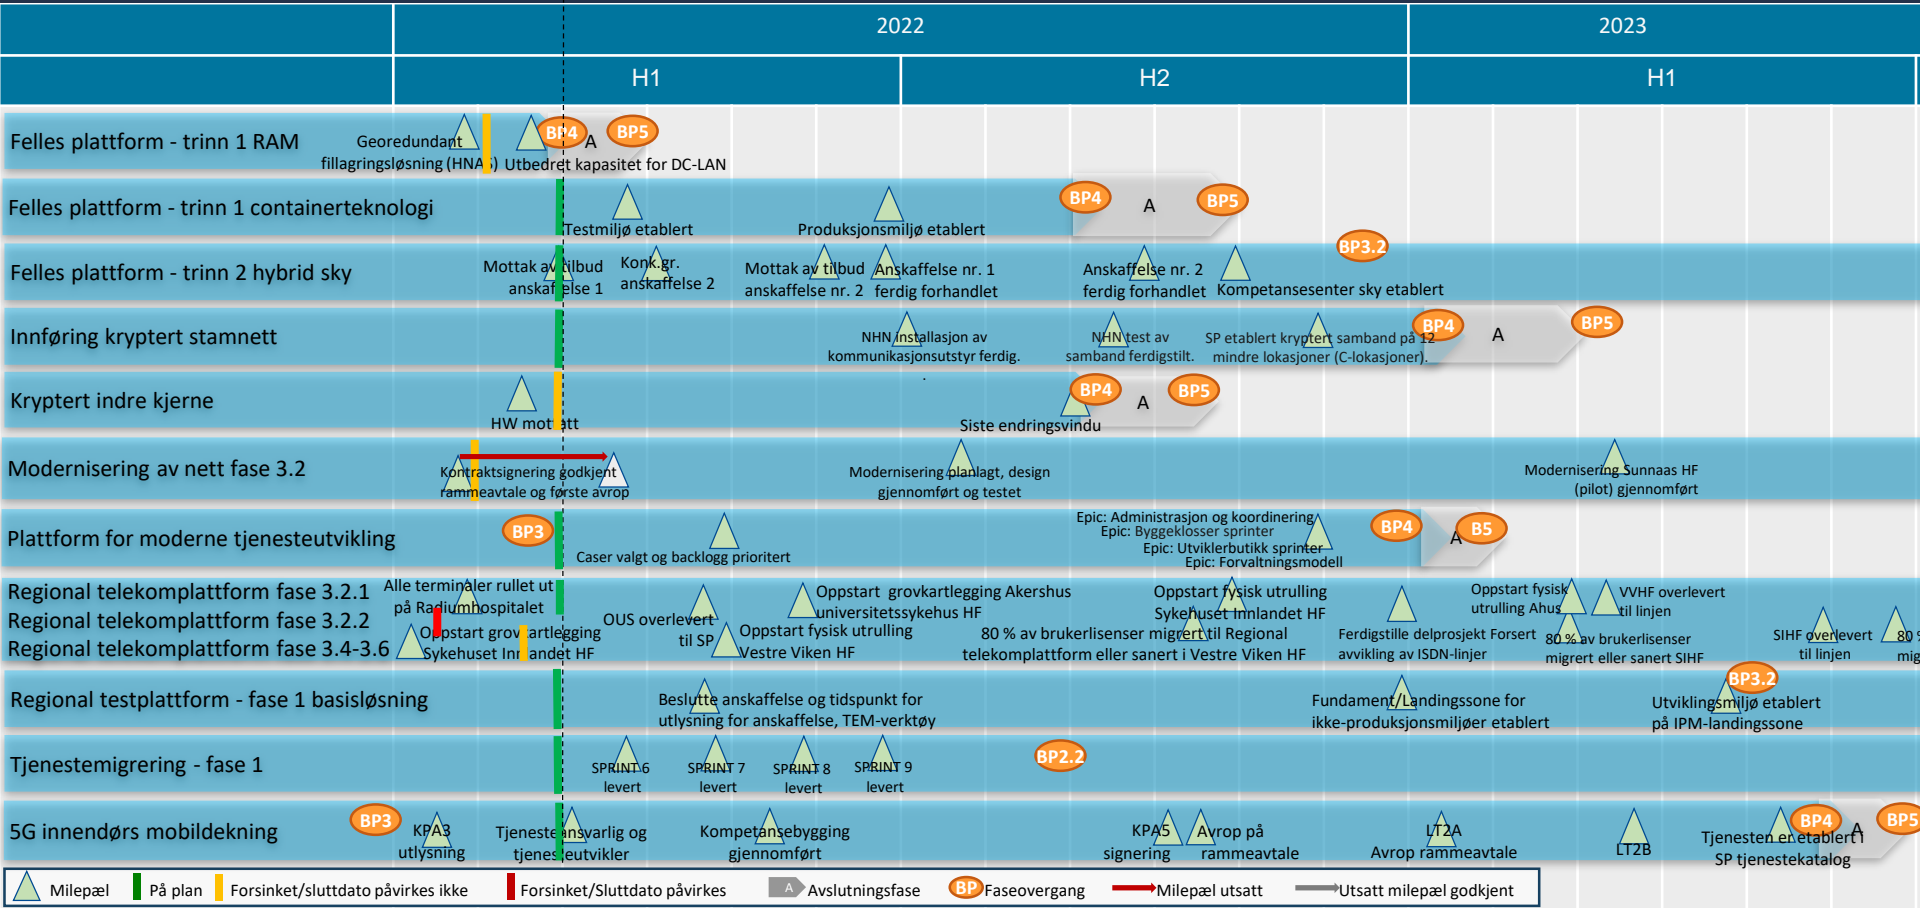 2022
2023
H1
H2
H1
Felles plattform - trinn 1 RAM
Georedundant
fillagringsløsning (HNAS)
Utbedret kapasitet for DC-LAN
BP4
A
BP5
Felles plattform - trinn 1 containerteknologi
Testmiljø etablert
Produksjonsmiljø etablert
BP4
A
BP5
Felles plattform - trinn 2 hybrid sky
Mottak av tilbud
anskaffelse 1
Konk.gr.
anskaffelse 2
Mottak av tilbud
anskaffelse nr. 2
Anskaffelse nr. 1
ferdig forhandlet
Anskaffelse nr. 2
ferdig forhandlet
Kompetansesenter sky etablert
BP3.2
Innføring kryptert stamnett
NHN installasjon av
kommunikasjonsutstyr ferdig.
.
NHN test av
samband ferdigstilt.
SP etablert kryptert samband på 12
mindre lokasjoner (C-lokasjoner).
BP4
A
BP5
Kryptert indre kjerne
HW mottatt
Siste endringsvindu
BP4
A
BP5
Modernisering av nett fase 3.2
Kontraktsignering godkjent
rammeavtale og første avrop
Modernisering planlagt, design
gjennomført og testet
Modernisering Sunnaas HF
(pilot) gjennomført
Plattform for moderne tjenesteutvikling
BP3
Caser valgt og backlogg prioritert
Epic: Administrasjon og koordinering
Epic: Byggeklosser sprinter
Epic: Utviklerbutikk sprinter
Epic: Forvaltningsmodell
BP4
A
B5
Regional telekomplattform fase 3.2.1
Regional telekomplattform fase 3.2.2
Regional telekomplattform fase 3.4-3.6
Alle terminaler rullet ut
på Radiumhospitalet
Oppstart grovkartlegging
Sykehuset Innlandet HF
OUS overlevert
til SP
Oppstart grovkartlegging Akershus
universitetssykehus HF
Oppstart fysisk utrulling
Vestre Viken HF
Oppstart fysisk utrulling
Sykehuset Innlandet HF
80 % av brukerlisenser migrert til Regional
telekomplattform eller sanert i Vestre Viken HF
Ferdigstille delprosjekt Forsert
avvikling av ISDN-linjer
Oppstart fysisk
utrulling Ahus
VVHF overlevert
til linjen
80 % av brukerlisenser
migrert eller sanert SIHF
SIHF overlevert
til linjen
80 %
mig
Regional testplattform - fase 1 basisløsning
Beslutte anskaffelse og tidspunkt for
utlysning for anskaffelse, TEM-verktøy
Fundament/Landingssone for
ikke-produksjonsmiljøer etablert
BP3.2
Utviklingsmiljø etablert
på IPM-landingssone
Tjenestemigrering - fase 1
SPRINT 6
levert
SPRINT 7
levert
SPRINT 8
levert
SPRINT 9
levert
BP2.2
5G innendørs mobildekning
BP3
KPA3
utlysning
Tjenesteansvarlig og
tjenesteutvikler
Kompetansebygging
gjennomført
KPA5
signering
Avrop på
rammeavtale
LT2A
Avrop rammeavtale
LT2B
Tjenesten er etablert i
SP tjenestekatalog
BP4
A
BP5
Milepæl
På plan
Forsinket/sluttdato påvirkes ikke
Forsinket/Sluttdato påvirkes
A
Avslutningsfase
BP
Faseovergang
Milepæl utsatt
Utsatt milepæl godkjent